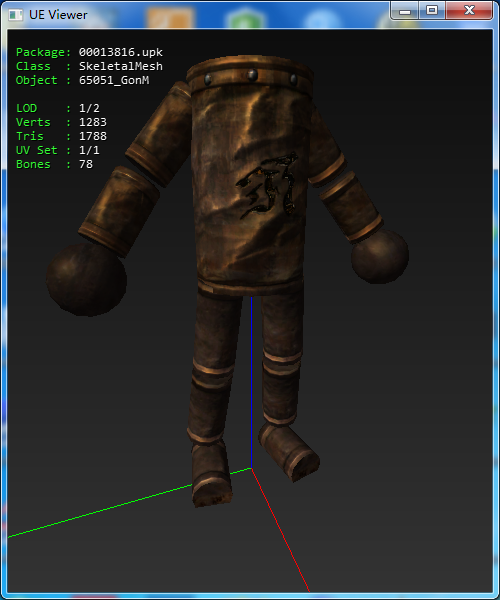 UE Viewer
Package: 00013816.upk
Class : SkeletalMesh
Object : 65051_GonM
LOD : 1/2
Verts : 1283
Tris : 1788
UV Set : 1/1
Bones : 78